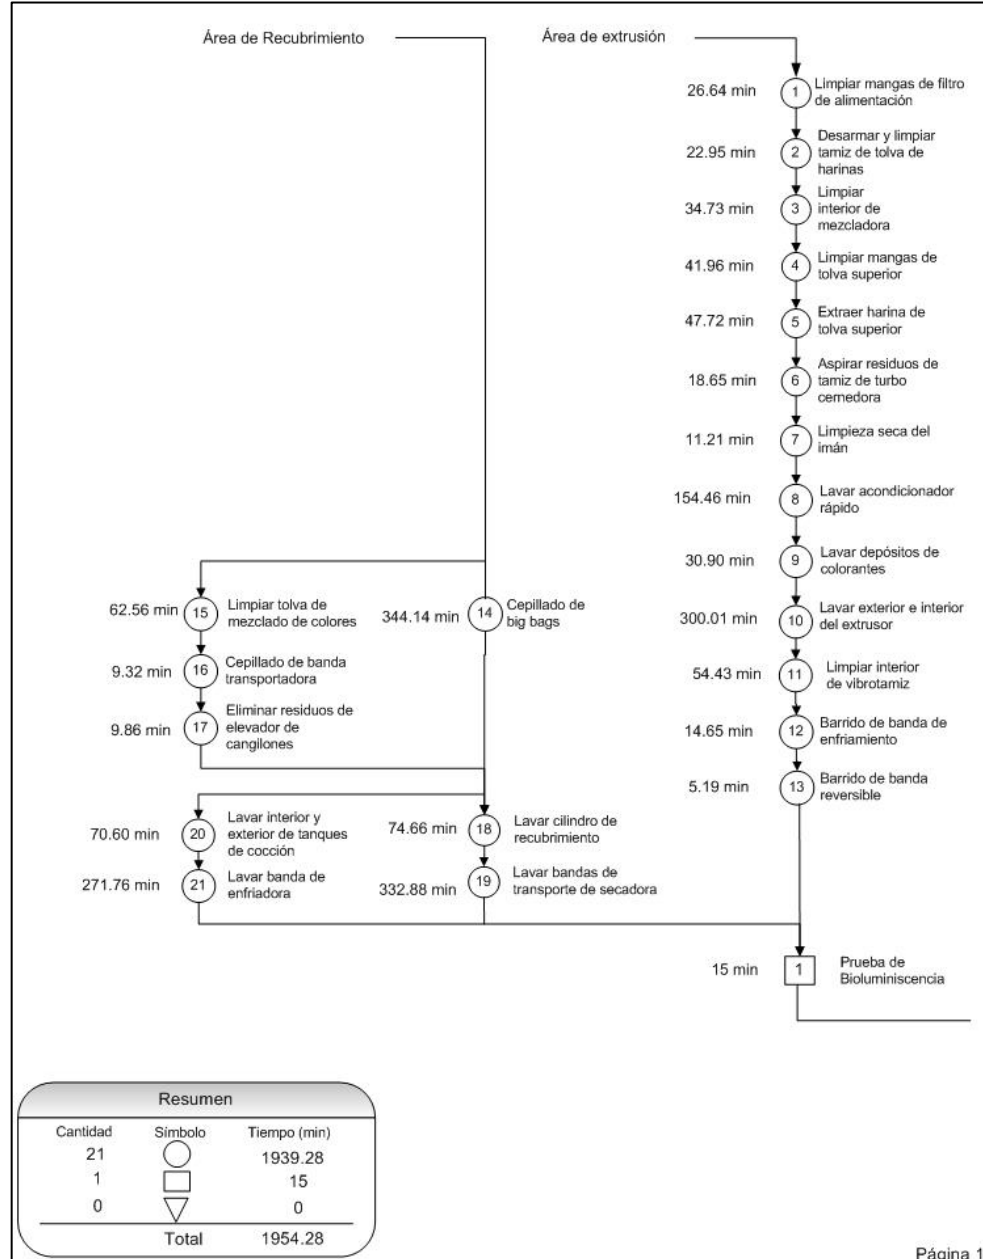 Área de Recubrimiento
Área de extrusión
26.64 min
1
Limpiar mangas de filtro
de alimentación
22.95 min
2
Desarmar y limpiar
tamiz de tolva de
harinas
34.73 min
3
Limpiar
interior de
mezcladora
41.96 min
4
Limpiar mangas de
tolva superior
47.72 min
5
Extraer harina de
tolva superior
18.65 min
6
Aspirar residuos de
tamiz de turbo
cernedora
11.21 min
7
Limpieza seca del
imán
154.46 min
8
Lavar acondicionador
rápido
30.90 min
9
Lavar depósitos de
colorantes
62.56 min
15
Limpiar tolva de
mezclado de colores
344.14 min
14
Cepillado de
big bags
300.01 min
10
Lavar exterior e interior
del extrusor
9.32 min
16
Cepillado de banda
transportadora
54.43 min
11
Limpiar interior
de vibrotamiz
9.86 min
17
Eliminar residuos de
elevador de
cangilones
14.65 min
12
Barrido de banda de
enfriamiento
5.19 min
13
Barrido de banda
reversible
70.60 min
20
Lavar interior y
exterior de tanques
de cocción
74.66 min
18
Lavar cilindro de
recubrimiento
271.76 min
21
Lavar banda de
enfriadora
332.88 min
19
Lavar bandas de
transporte de secadora
15 min
1
Prueba de
Bioluminiscencia
Resumen
Cantidad Símbolo Tiempo (min)
21 1939.28
1 15
0 0
Total 1954.28
Página 1